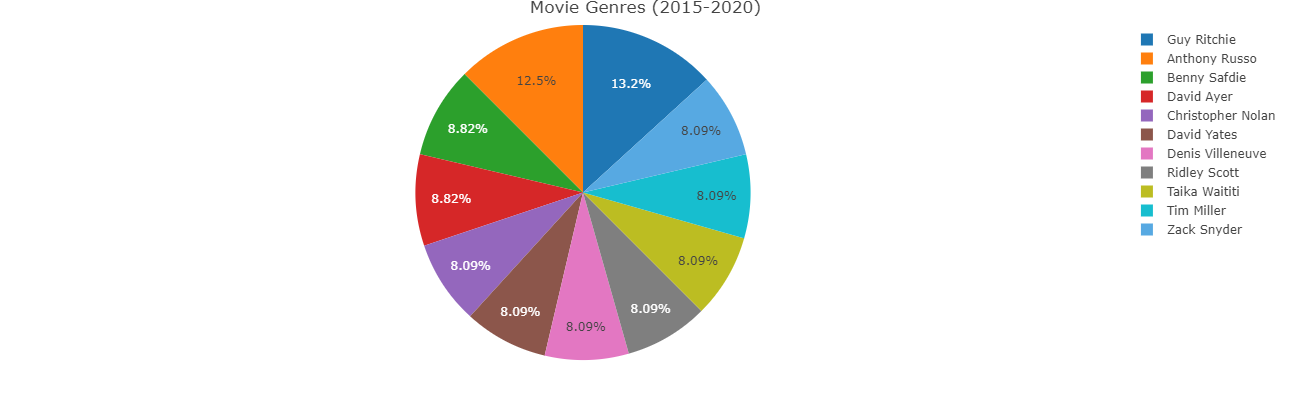 Movie Genres (2015-2020)
13.2%
12.5%
8.82%
8.82%
8.09%
8.09%
8.09%
8.09%
8.09%
8.09%
8.09%
Guy Ritchie
Anthony Russo
Benny Safdie
David Ayer
Christopher Nolan
David Yates
Denis Villeneuve
Ridley Scott
Taika Waititi
Tim Miller
Zack Snyder